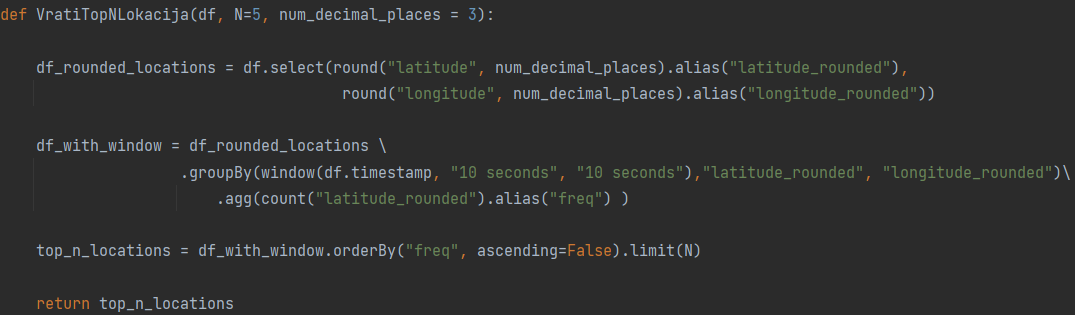 def VratiTopNLokacija(df, N=5, num_decimal_places = 3):
df_rounded_locations = df.select(round("latitude", num_decimal_places).alias("latitude_rounded"),
round("longitude", num_decimal_places).alias("longitude_rounded"))
df_with_window = df_rounded_locations \
.groupBy(window(df.timestamp, "10 seconds", "10 seconds"),"latitude_rounded", "longitude_rounded")\
.agg(count("latitude_rounded").alias("freq") )
top_n_locations = df_with_window.orderBy("freq", ascending=False).limit(N)
return top_n_locations